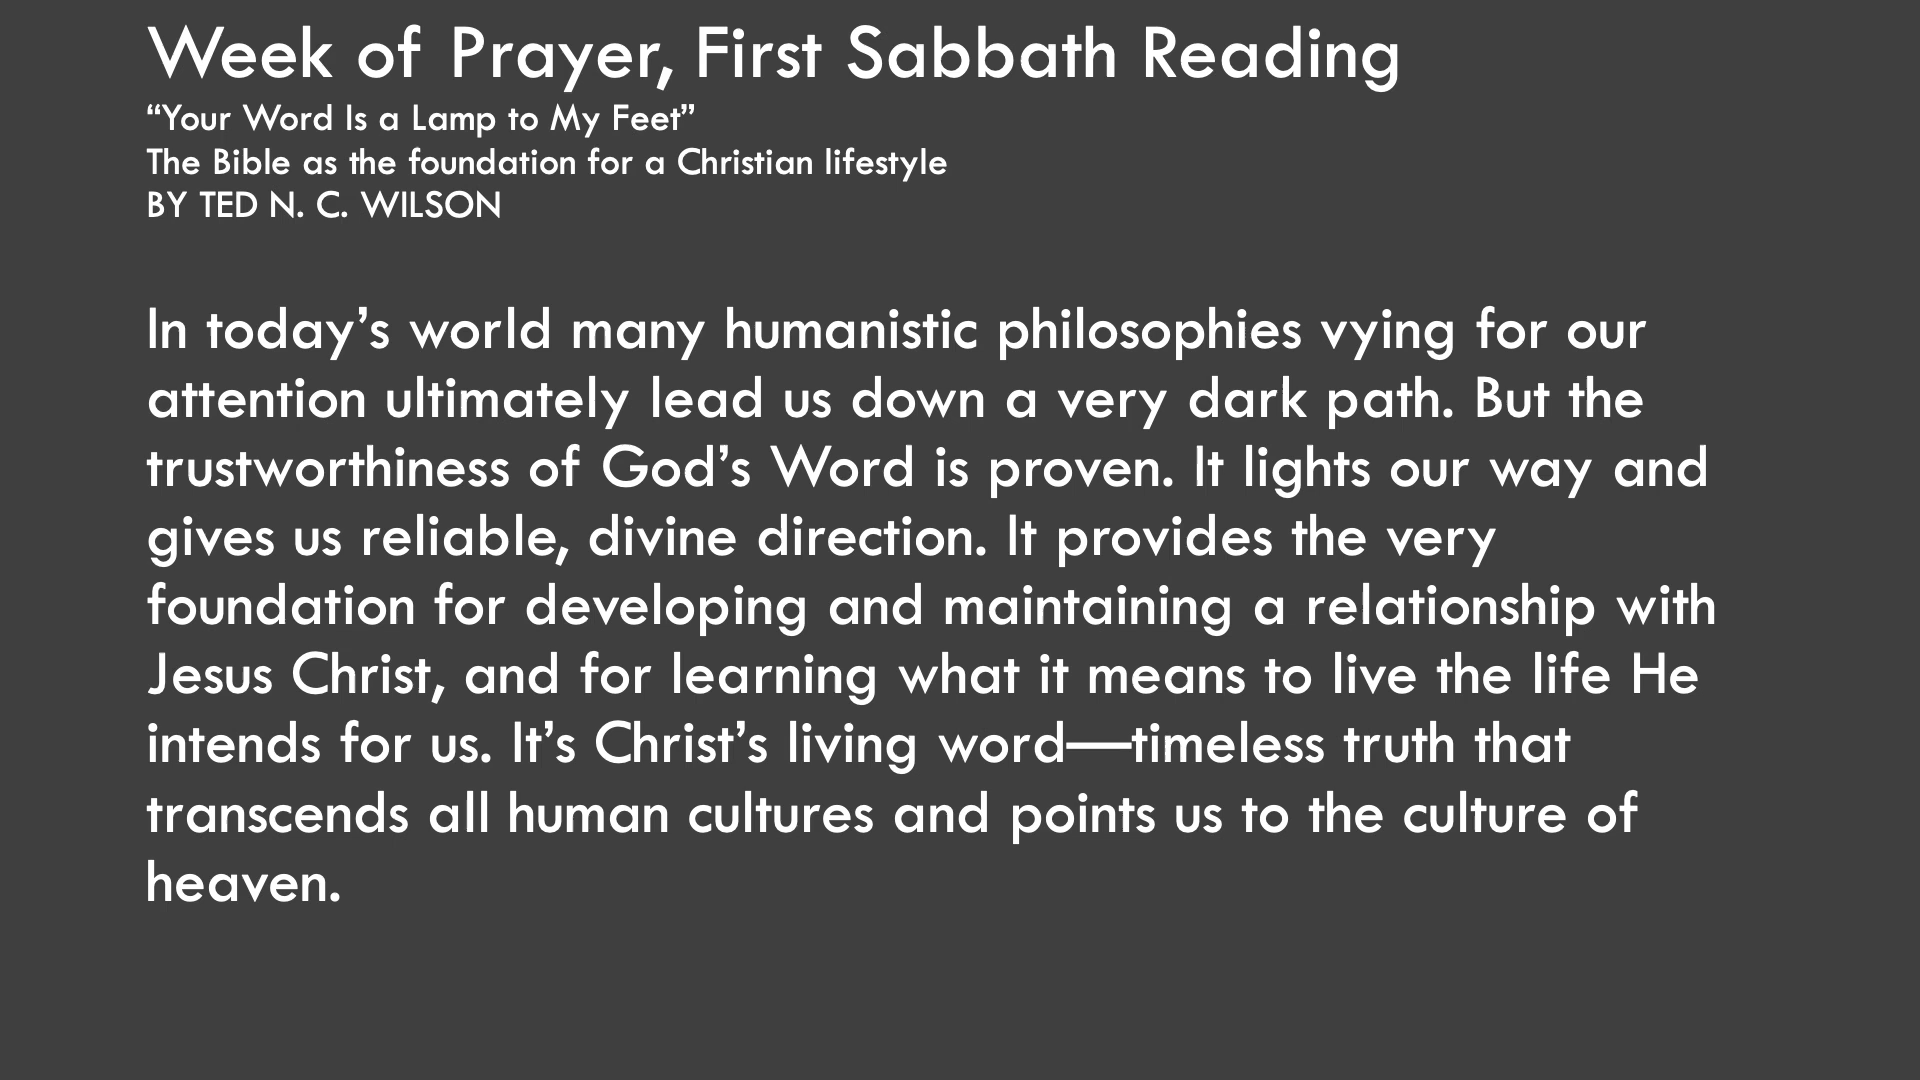 Week of Prayer, First Sabbath Reading
“Your Word Is a Lamp to My Feet”
The Bible as the foundation for a Christian lifestyle
BY TED N. C. WILSON
In today’s world many humanistic philosophies vying for our
attention ultimately lead us down a very dark path. But the
trustworthiness of God’s Word is proven. It lights our way and
gives us reliable, divine direction. It provides the very
foundation for developing and maintaining a relationship with
Jesus Christ, and for learning what it means to live the life He
intends for us. It’s Christ’s living word—timeless truth that
transcends all human cultures and points us to the culture of
heaven.